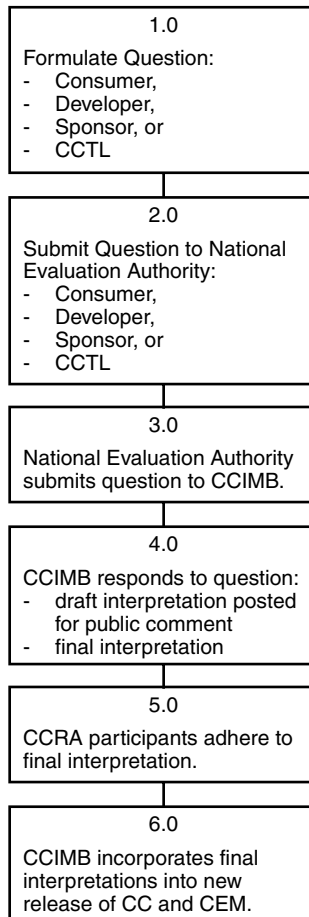 1.0
Formulate Question:
- Consumer,
- Developer,
- Sponsor, or
- CCTL
2.0
Submit Question to National
Evaluation Authority:
- Consumer,
- Developer,
- Sponsor, or
- CCTL
3.0
National Evaluation Authority
submits question to CCIMB.
4.0
CCIMB responds to question:
- draft interpretation posted
for public comment
- final interpretation
5.0
CCRA participants adhere to
final interpretation.
6.0
CCIMB incorporates final
interpretations into new
release of CC and CEM.